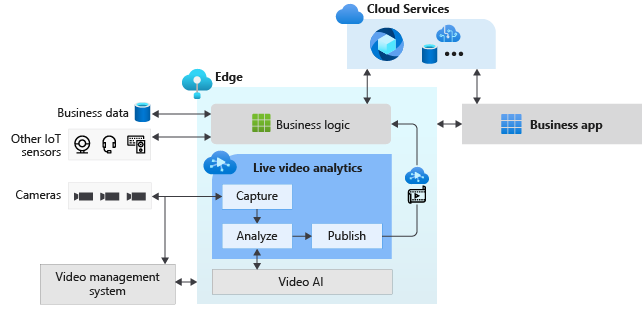 Cloud Services
Edge
Business data
Business logic
Business app
Other IoT
sensors
Live video analytics
Cameras
Capture
Analyze
Publish
Video management
system
Video AI